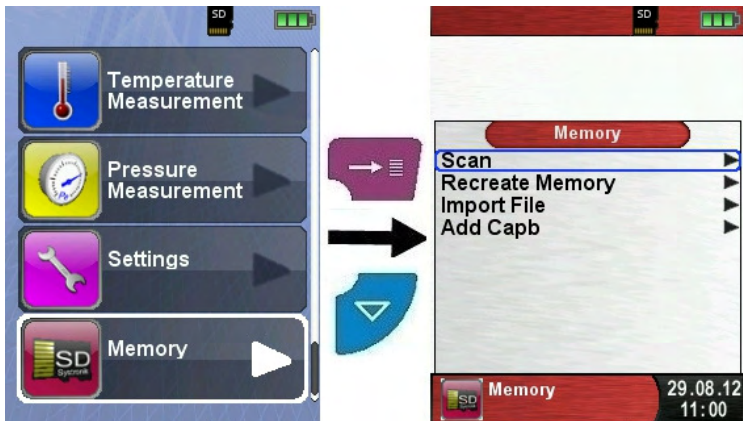 SD
Temperature
Measurement
Pressure
Measurement
Settings
Memory
SD
SD
Memory
Scan
Recreate Memory
Import File
Add Capb
SD
Memory
29.08.12
11:00